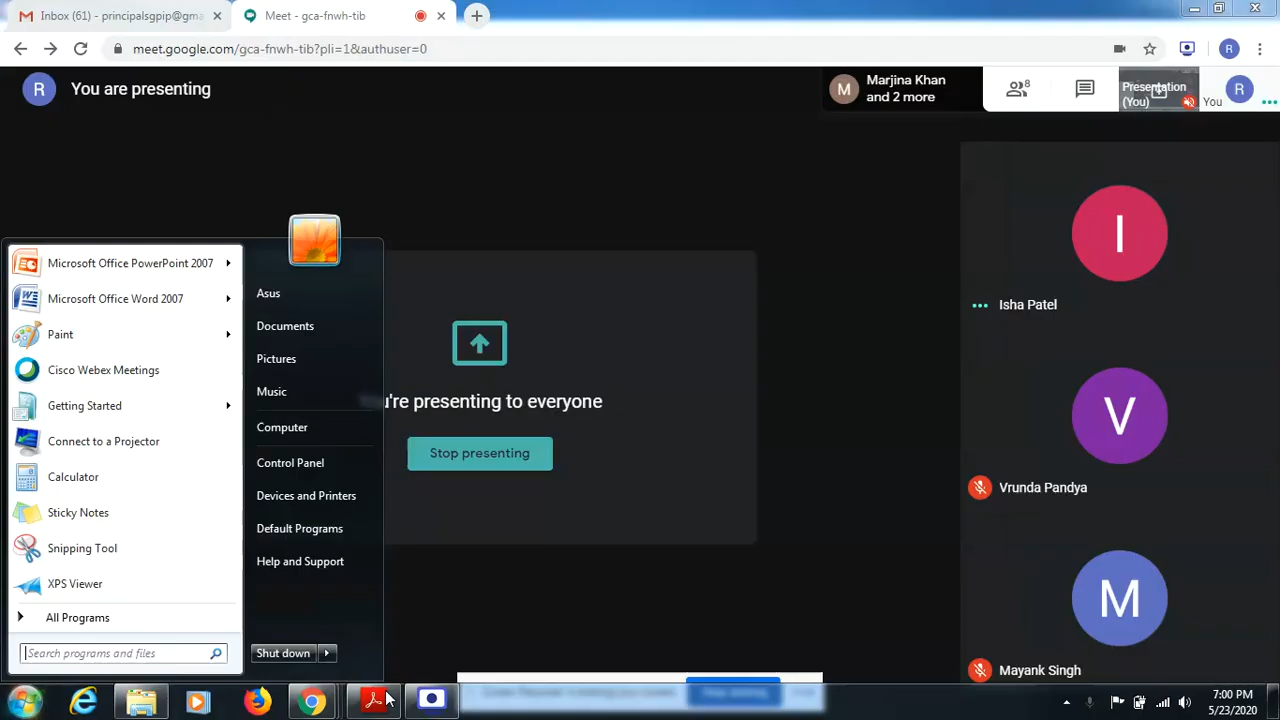 Inbox (61) - principalsgpip@gma
Meet - gca-fnwh-tib
meet.google.com/gca-fnwh-tib?pli=1&authuser=0
R
R
You are presenting
M
Marjina Khan
and 2 more
8
Presentation
(You)
You
R
I
Isha Patel
V
Vrunda Pandya
M
Mayank Singh
Microsoft Office PowerPoint 2007
Microsoft Office Word 2007
Paint
Cisco Webex Meetings
Getting Started
Connect to a Projector
Calculator
Sticky Notes
Snipping Tool
XPS Viewer
All Programs
Search programs and files
Asus
Documents
Pictures
Music
Computer
Control Panel
Devices and Printers
Default Programs
Help and Support
Shut down
u're presenting to everyone
Stop presenting
7:00 PM
5/23/2020